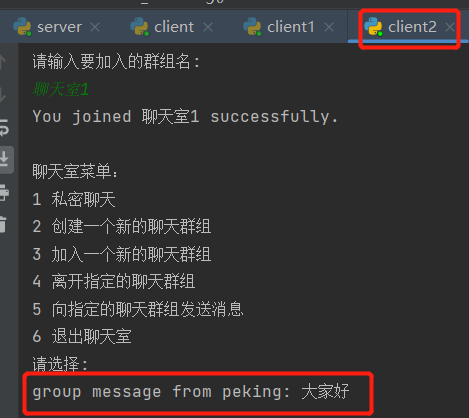 server client client1 client2
请输入要加入的群组名:
聊天室1
You joined 聊天室1 successfully.
聊天室菜单:
1 私密聊天
2 创建一个新的聊天群组
3 加入一个新的聊天群组
4 离开指定的聊天群组
5 向指定的聊天群组发送消息
6 退出聊天室
请选择:
group message from peking: 大家好